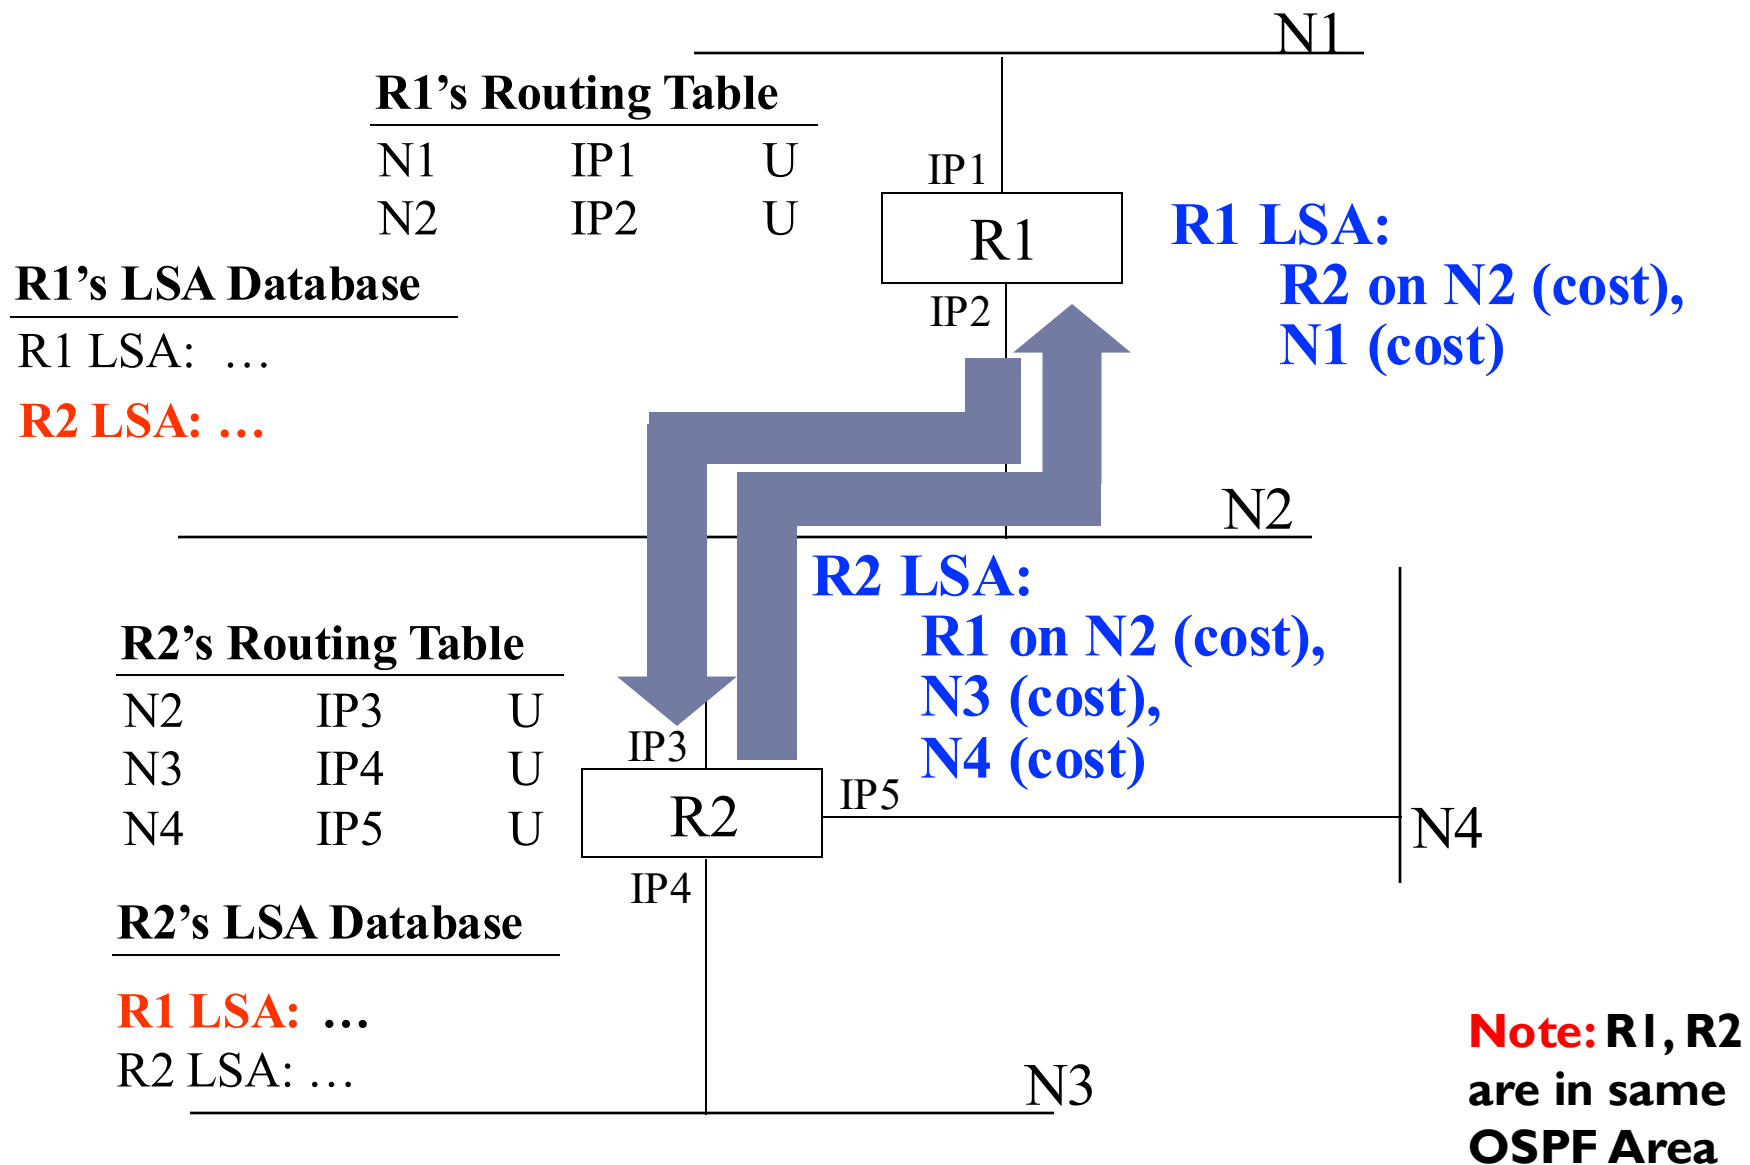 N1
R1’s Routing Table
N1 IP1 U
N2 IP2 U
IP1
R1
IP2
R1 LSA:
R2 on N2 (cost),
N1 (cost)
R1’s LSA Database
R1 LSA: …
R2 LSA: …
N2
R2 LSA:
R1 on N2 (cost),
N3 (cost),
N4 (cost)
R2’s Routing Table
N2 IP3 U
N3 IP4 U
N4 IP5 U
IP3
R2
IP5
IP4
N4
R2’s LSA Database
R1 LSA: …
R2 LSA: …
N3
Note: R1, R2
are in same
OSPF Area